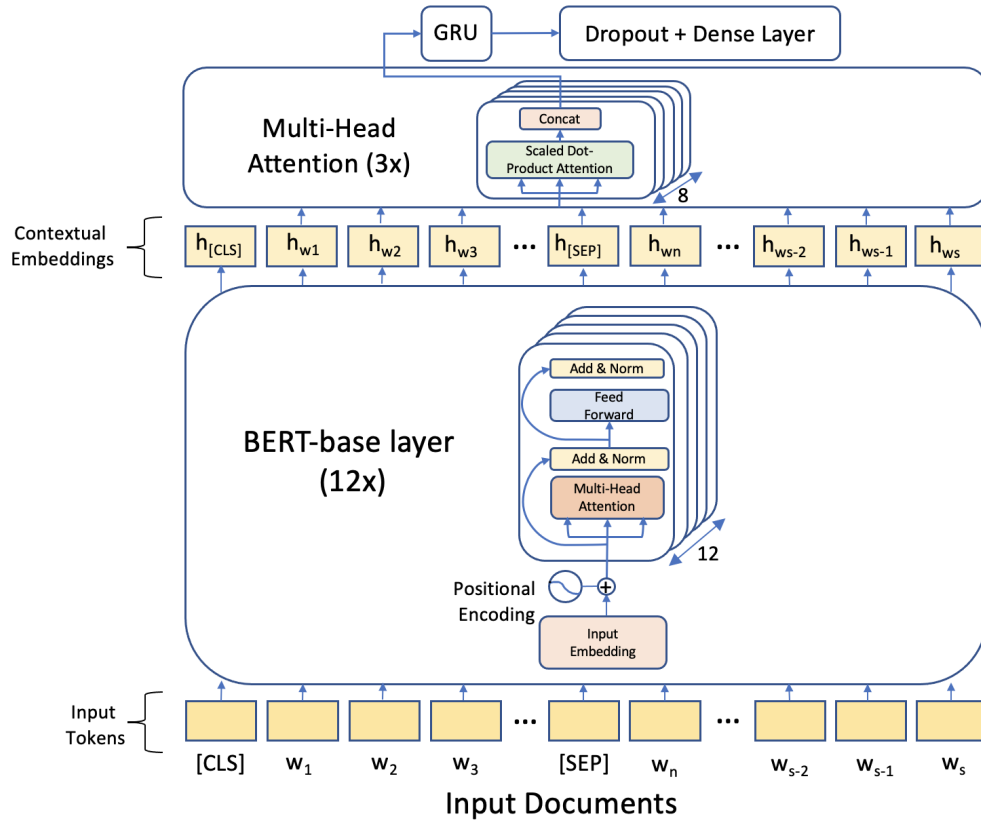 GRU
Dropout + Dense Layer
Multi-Head
Attention (3x)
Concat
Scaled Dot-
Product Attention
8
Contextual
Embeddings
h[CLS]
hw1
hw2
hw3
...
h[SEP]
hwn
...
hws-2
hws-1
hws
BERT-base layer
(12x)
Add & Norm
Feed
Forward
Add & Norm
Multi-Head
Attention
12
Positional
Encoding
+
Input
Embedding
Input
Tokens
...
...
[CLS]
w1
w2
w3
[SEP]
wn
ws-2
ws-1
ws
Input Documents